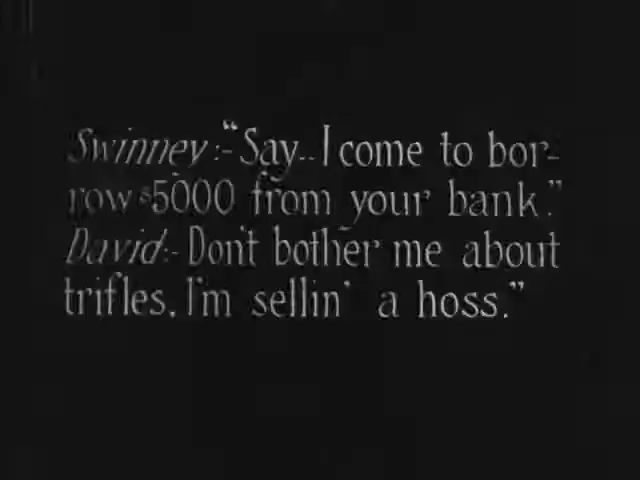 Swinney:-"Say--I come to bor-
row $5000 from your bank."
David:- Don't bother me about
trifles. I'm sellin' a hoss."